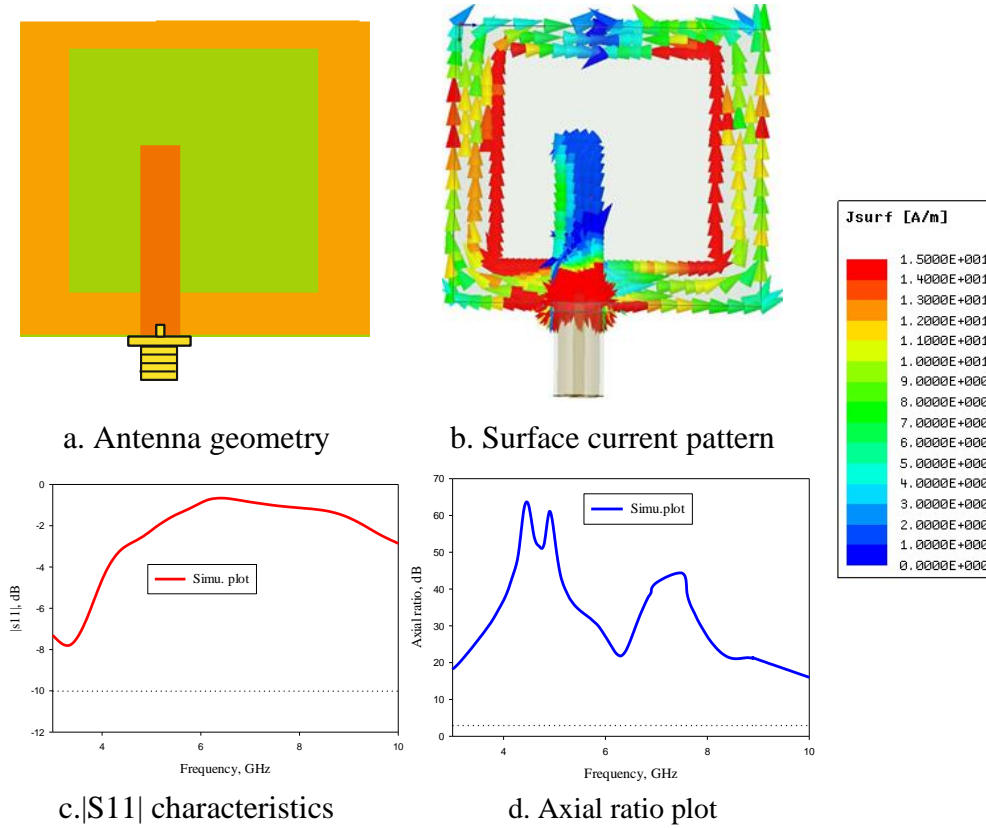 a. Antenna geometry
b. Surface current pattern
Jsurf [A/m]
1.5000E+001
1.4000E+001
1.3000E+001
1.2000E+001
1.1000E+001
1.0000E+001
9.0000E+000
8.0000E+000
7.0000E+000
6.0000E+000
5.0000E+000
4.0000E+000
3.0000E+000
2.0000E+000
1.0000E+000
0.0000E+000
0
-2
-4
-6
-8
-10
-12
|s11|, dB
Simu. plot
4
6
8
10
Frequency, GHz
c.|S11| characteristics
70
60
50
40
30
20
10
0
Axial ratio, dB
Simu.plot
4
6
8
10
Frequency, GHz
d. Axial ratio plot